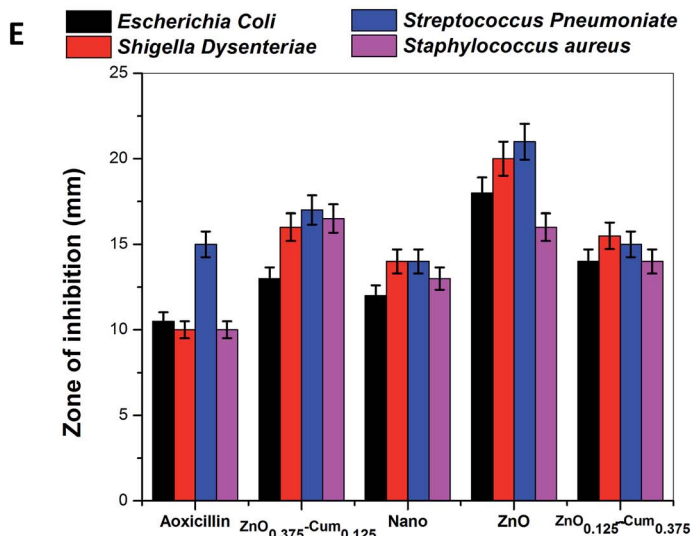 E
Escherichia Coli
Shigella Dysenteriae
Streptococcus Pneumoniate
Staphylococcus aureus
25
20
15
10
5
0
Zone of inhibition (mm)
Aoxicillin
ZnO0.375-Cum0.125
Nano
ZnO
ZnO0.125-Cum0.375